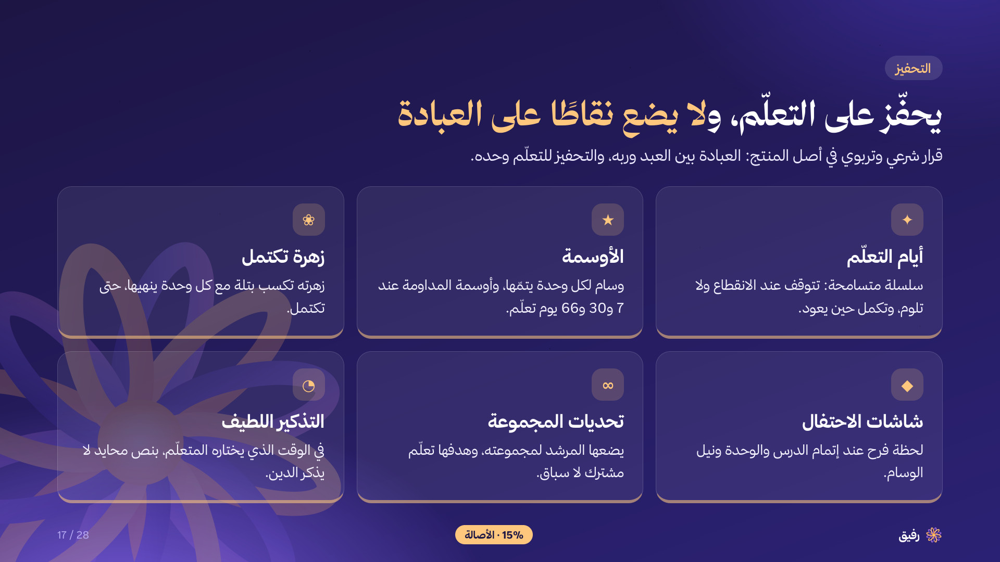 التحفيز
يحفّز على التعلّم، ولا يضع نقاطًا على العبادة
قرار شرعي وتربوي في أصل المنتج: العبادة بين العبد وربه، والتحفيز للتعلّم وحده.
أيام التعلّم
سلسلة متسامحة: تتوقف عند الانقطاع ولا
تلوم، وتكمل حين يعود.
الأوسمة
وسام لكل وحدة يتمّها، وأوسمة المداومة عند
7 و30 و66 يوم تعلّم.
زهرة تكتمل
زهرته تكسب بتلة مع كل وحدة ينهيها، حتى
تكتمل.
شاشات الاحتفال
لحظة فرح عند إتمام الدرس والوحدة ونيل
الوسام.
تحديات المجموعة
يضعها المرشد لمجموعته، وهدفها تعلّم
مشترك لا سباق.
التذكير اللطيف
في الوقت الذي يختاره المتعلّم، بنص محايد لا
يذكر الدين.
رفيق
15% · الأصالة
17 / 28